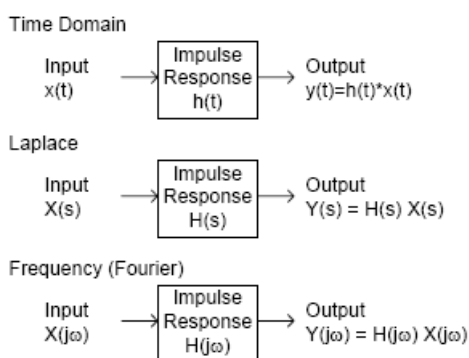 Time Domain
Input
x(t)
Impulse
Response
h(t)
Output
y(t)=h(t)*x(t)
Laplace
Input
X(s)
Impulse
Response
H(s)
Output
Y(s) = H(s) X(s)
Frequency (Fourier)
Input
X(jω)
Impulse
Response
H(jω)
Output
Y(jω) = H(jω) X(jω)